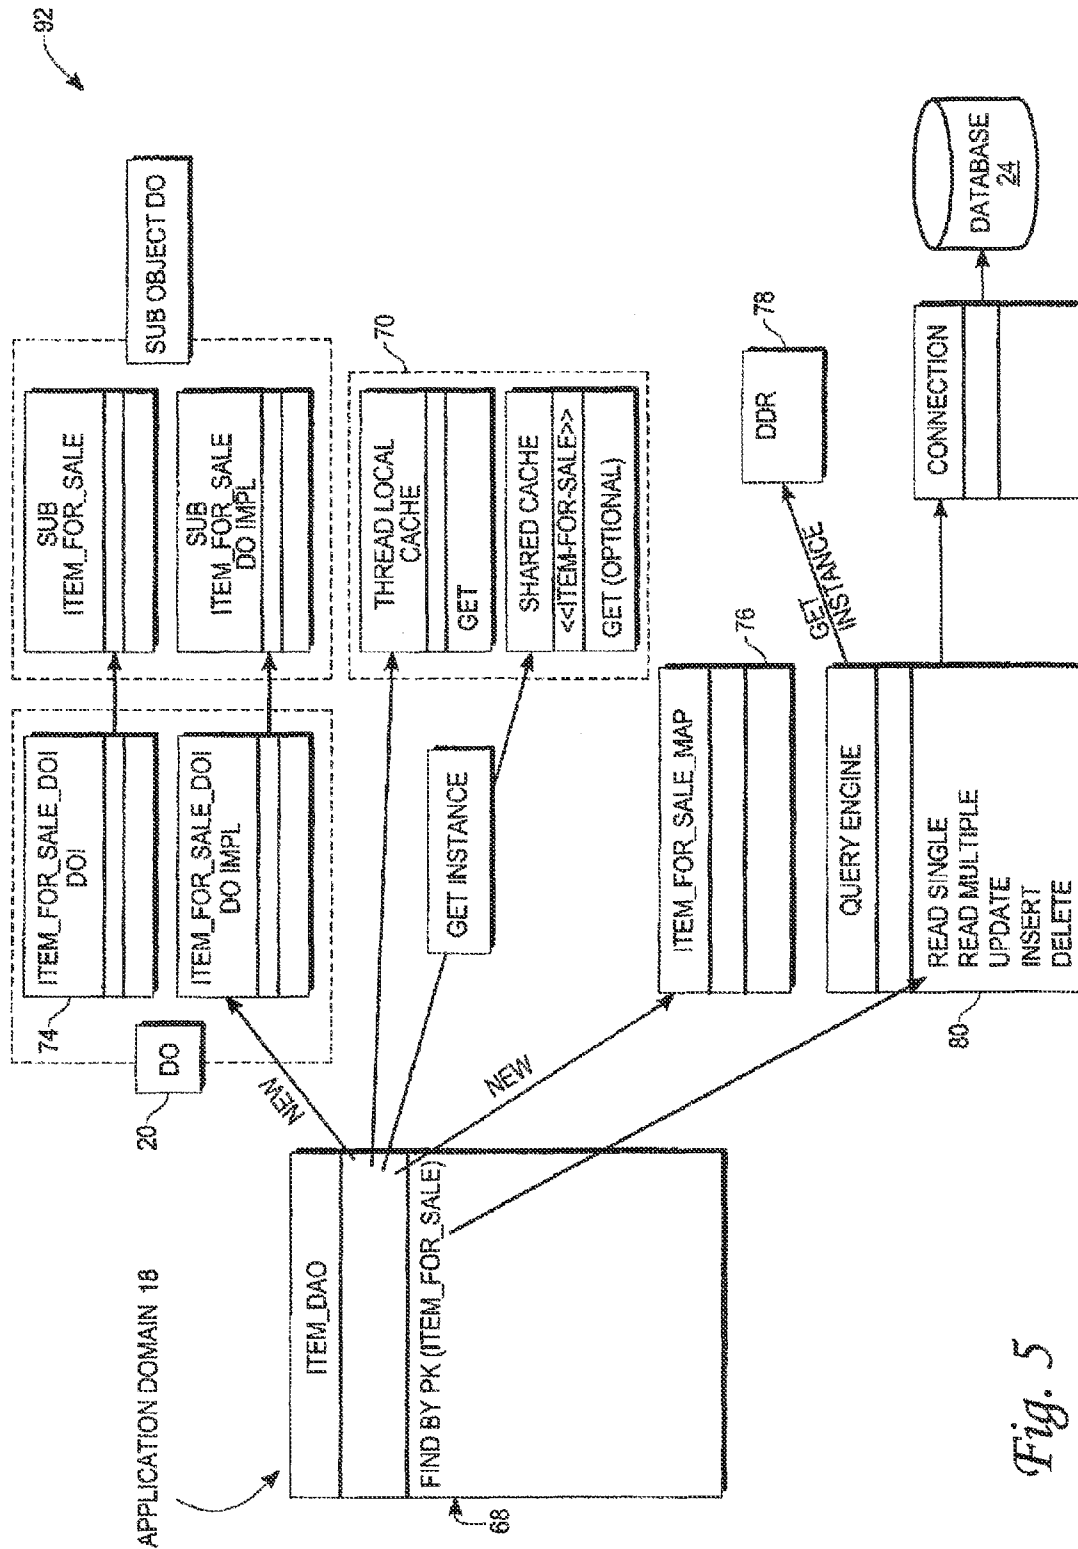 92
APPLICATION DOMAIN 18
ITEM_DAO
FIND BY PK (ITEM_FOR_SALE)
68
20
DO
74
ITEM_FOR_SALE_DOI
DOI
ITEM_FOR_SALE_DOI
DO IMPL
SUB
ITEM_FOR_SALE
SUB
ITEM_FOR_SALE
DO IMPL
SUB OBJECT DO
NEW
70
THREAD LOCAL
CACHE
GET
SHARED CACHE
<<ITEM-FOR-SALE>>
GET (OPTIONAL)
GET INSTANCE
NEW
ITEM_FOR_SALE_MAP
76
GET
INSTANCE
DDR
78
QUERY ENGINE
READ SINGLE
READ MULTIPLE
UPDATE
INSERT
DELETE
80
CONNECTION
DATABASE
24
Fig. 5